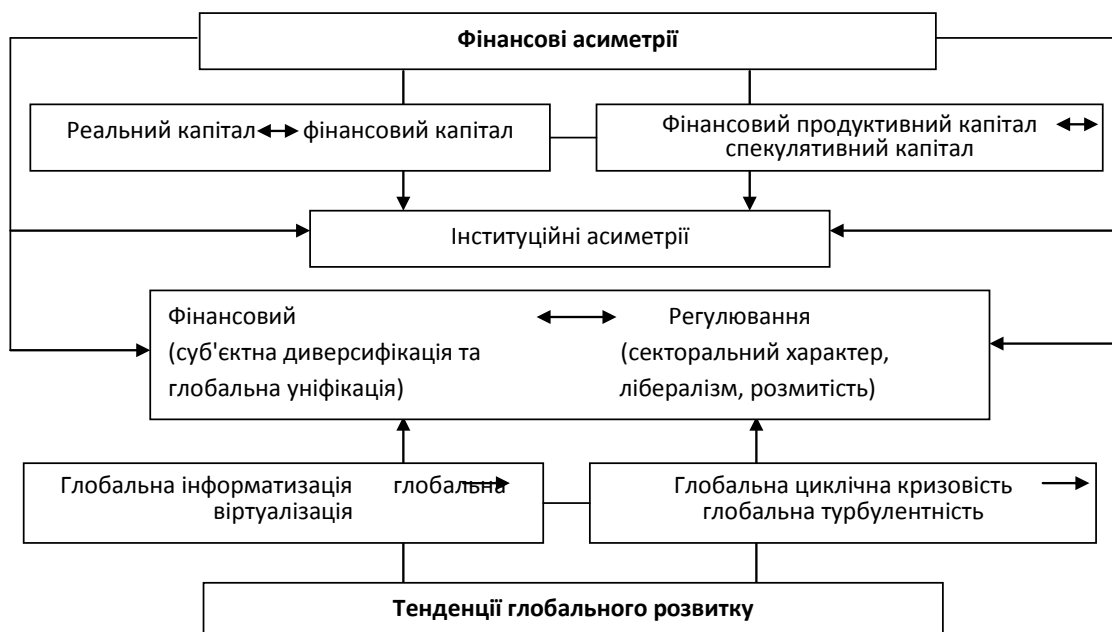 Фінансові асиметрії
Реальний капітал фінансовий капітал
Фінансовий продуктивний капітал
спекулятивний капітал
Інституційні асиметрії
Фінансовий
(суб'єктна диверсифікація та
глобальна уніфікація)
Регулювання
(секторальний характер,
лібералізм, розмитість)
Глобальна інформатизація глобальна
віртуалізація
Глобальна циклічна кризовість
глобальна турбулентність
Тенденції глобального розвитку